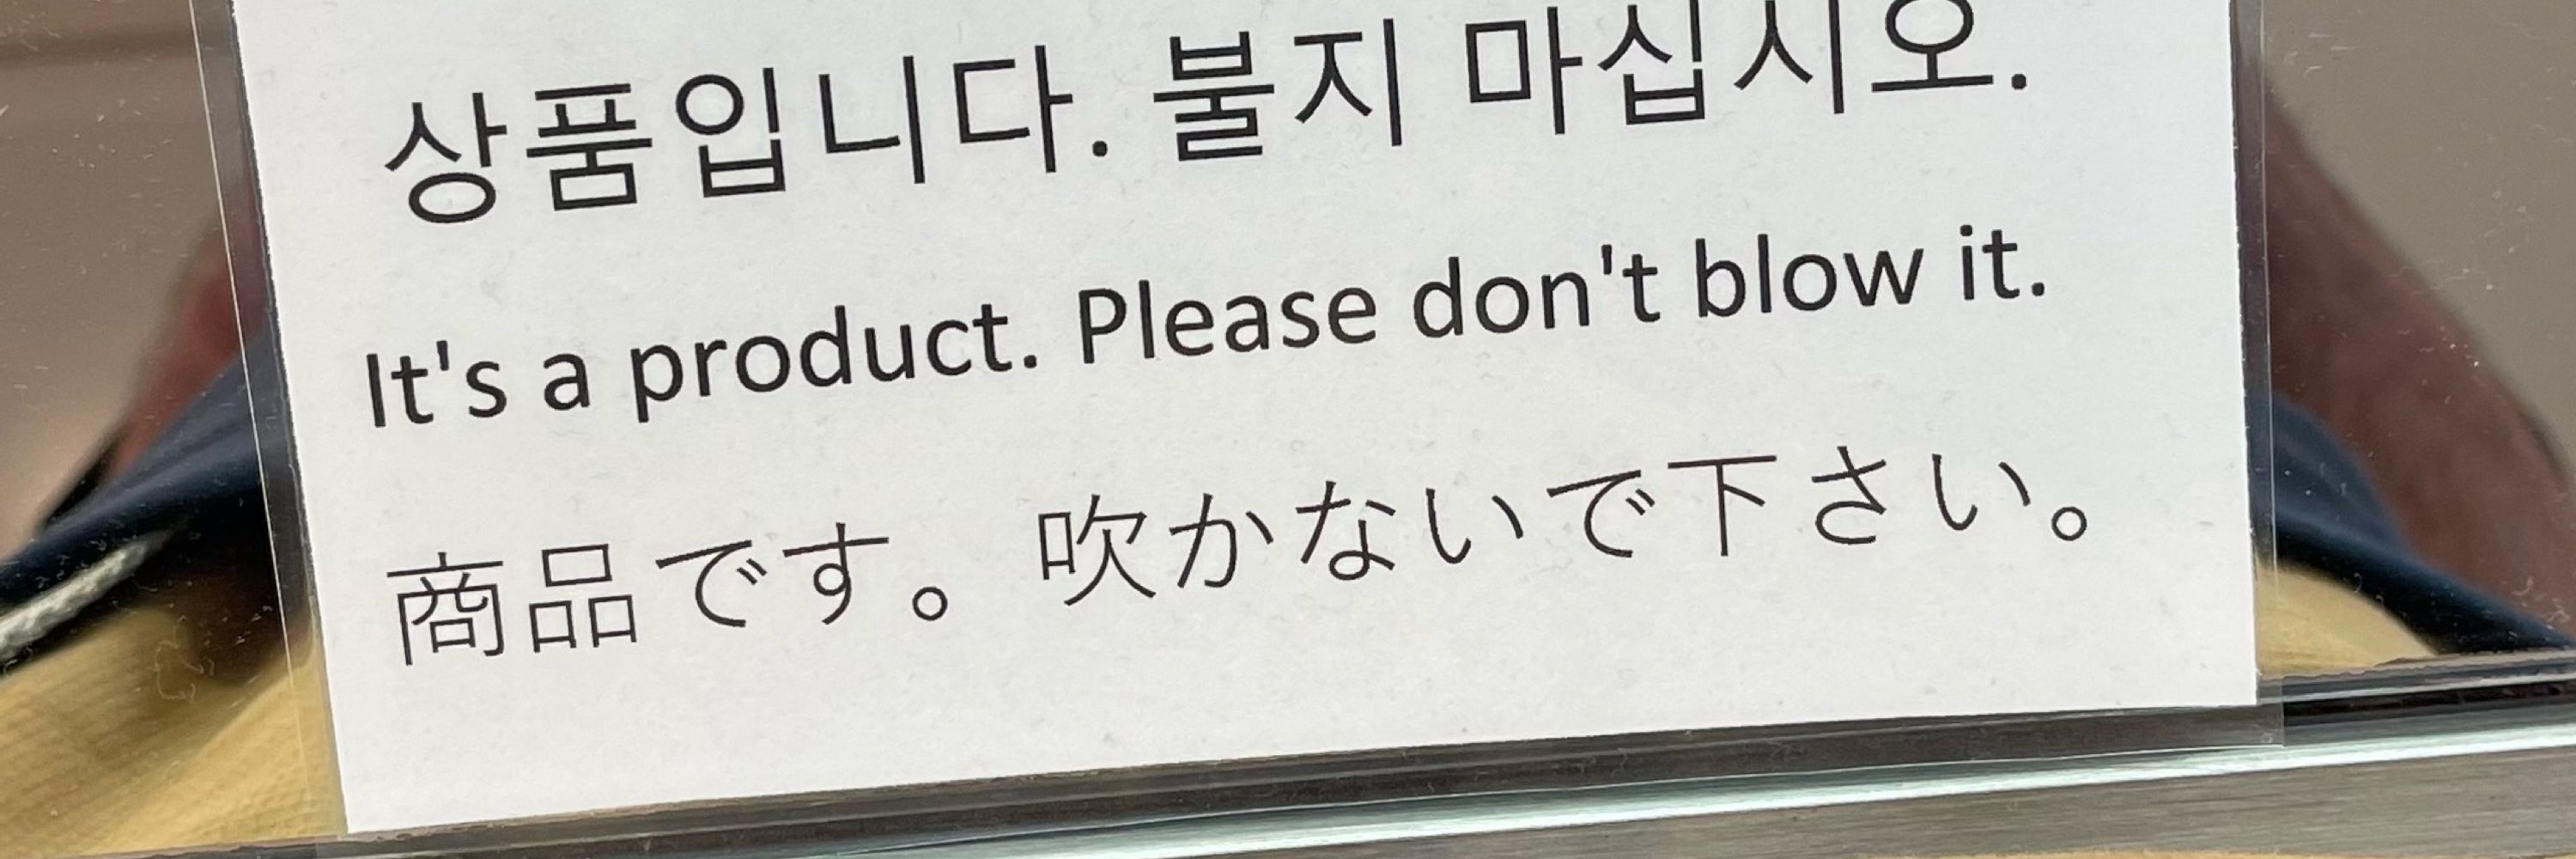 상품입니다. 불지 마십시오.
It's a product. Please don't blow it.
商品です。吹かないで下さい。